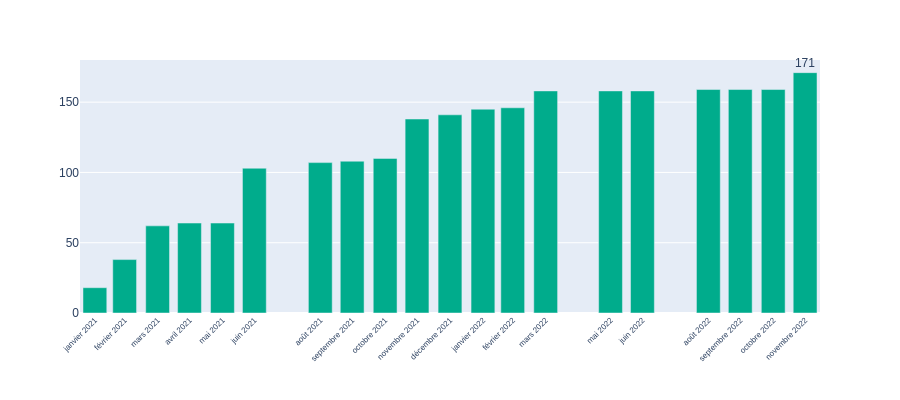 171
150
100
50
0
janvier 2021
février 2021
mars 2021
avril 2021
mai 2021
juin 2021
août 2021
septembre 2021
octobre 2021
novembre 2021
décembre 2021
janvier 2022
février 2022
mars 2022
mai 2022
juin 2022
août 2022
septembre 2022
octobre 2022
novembre 2022